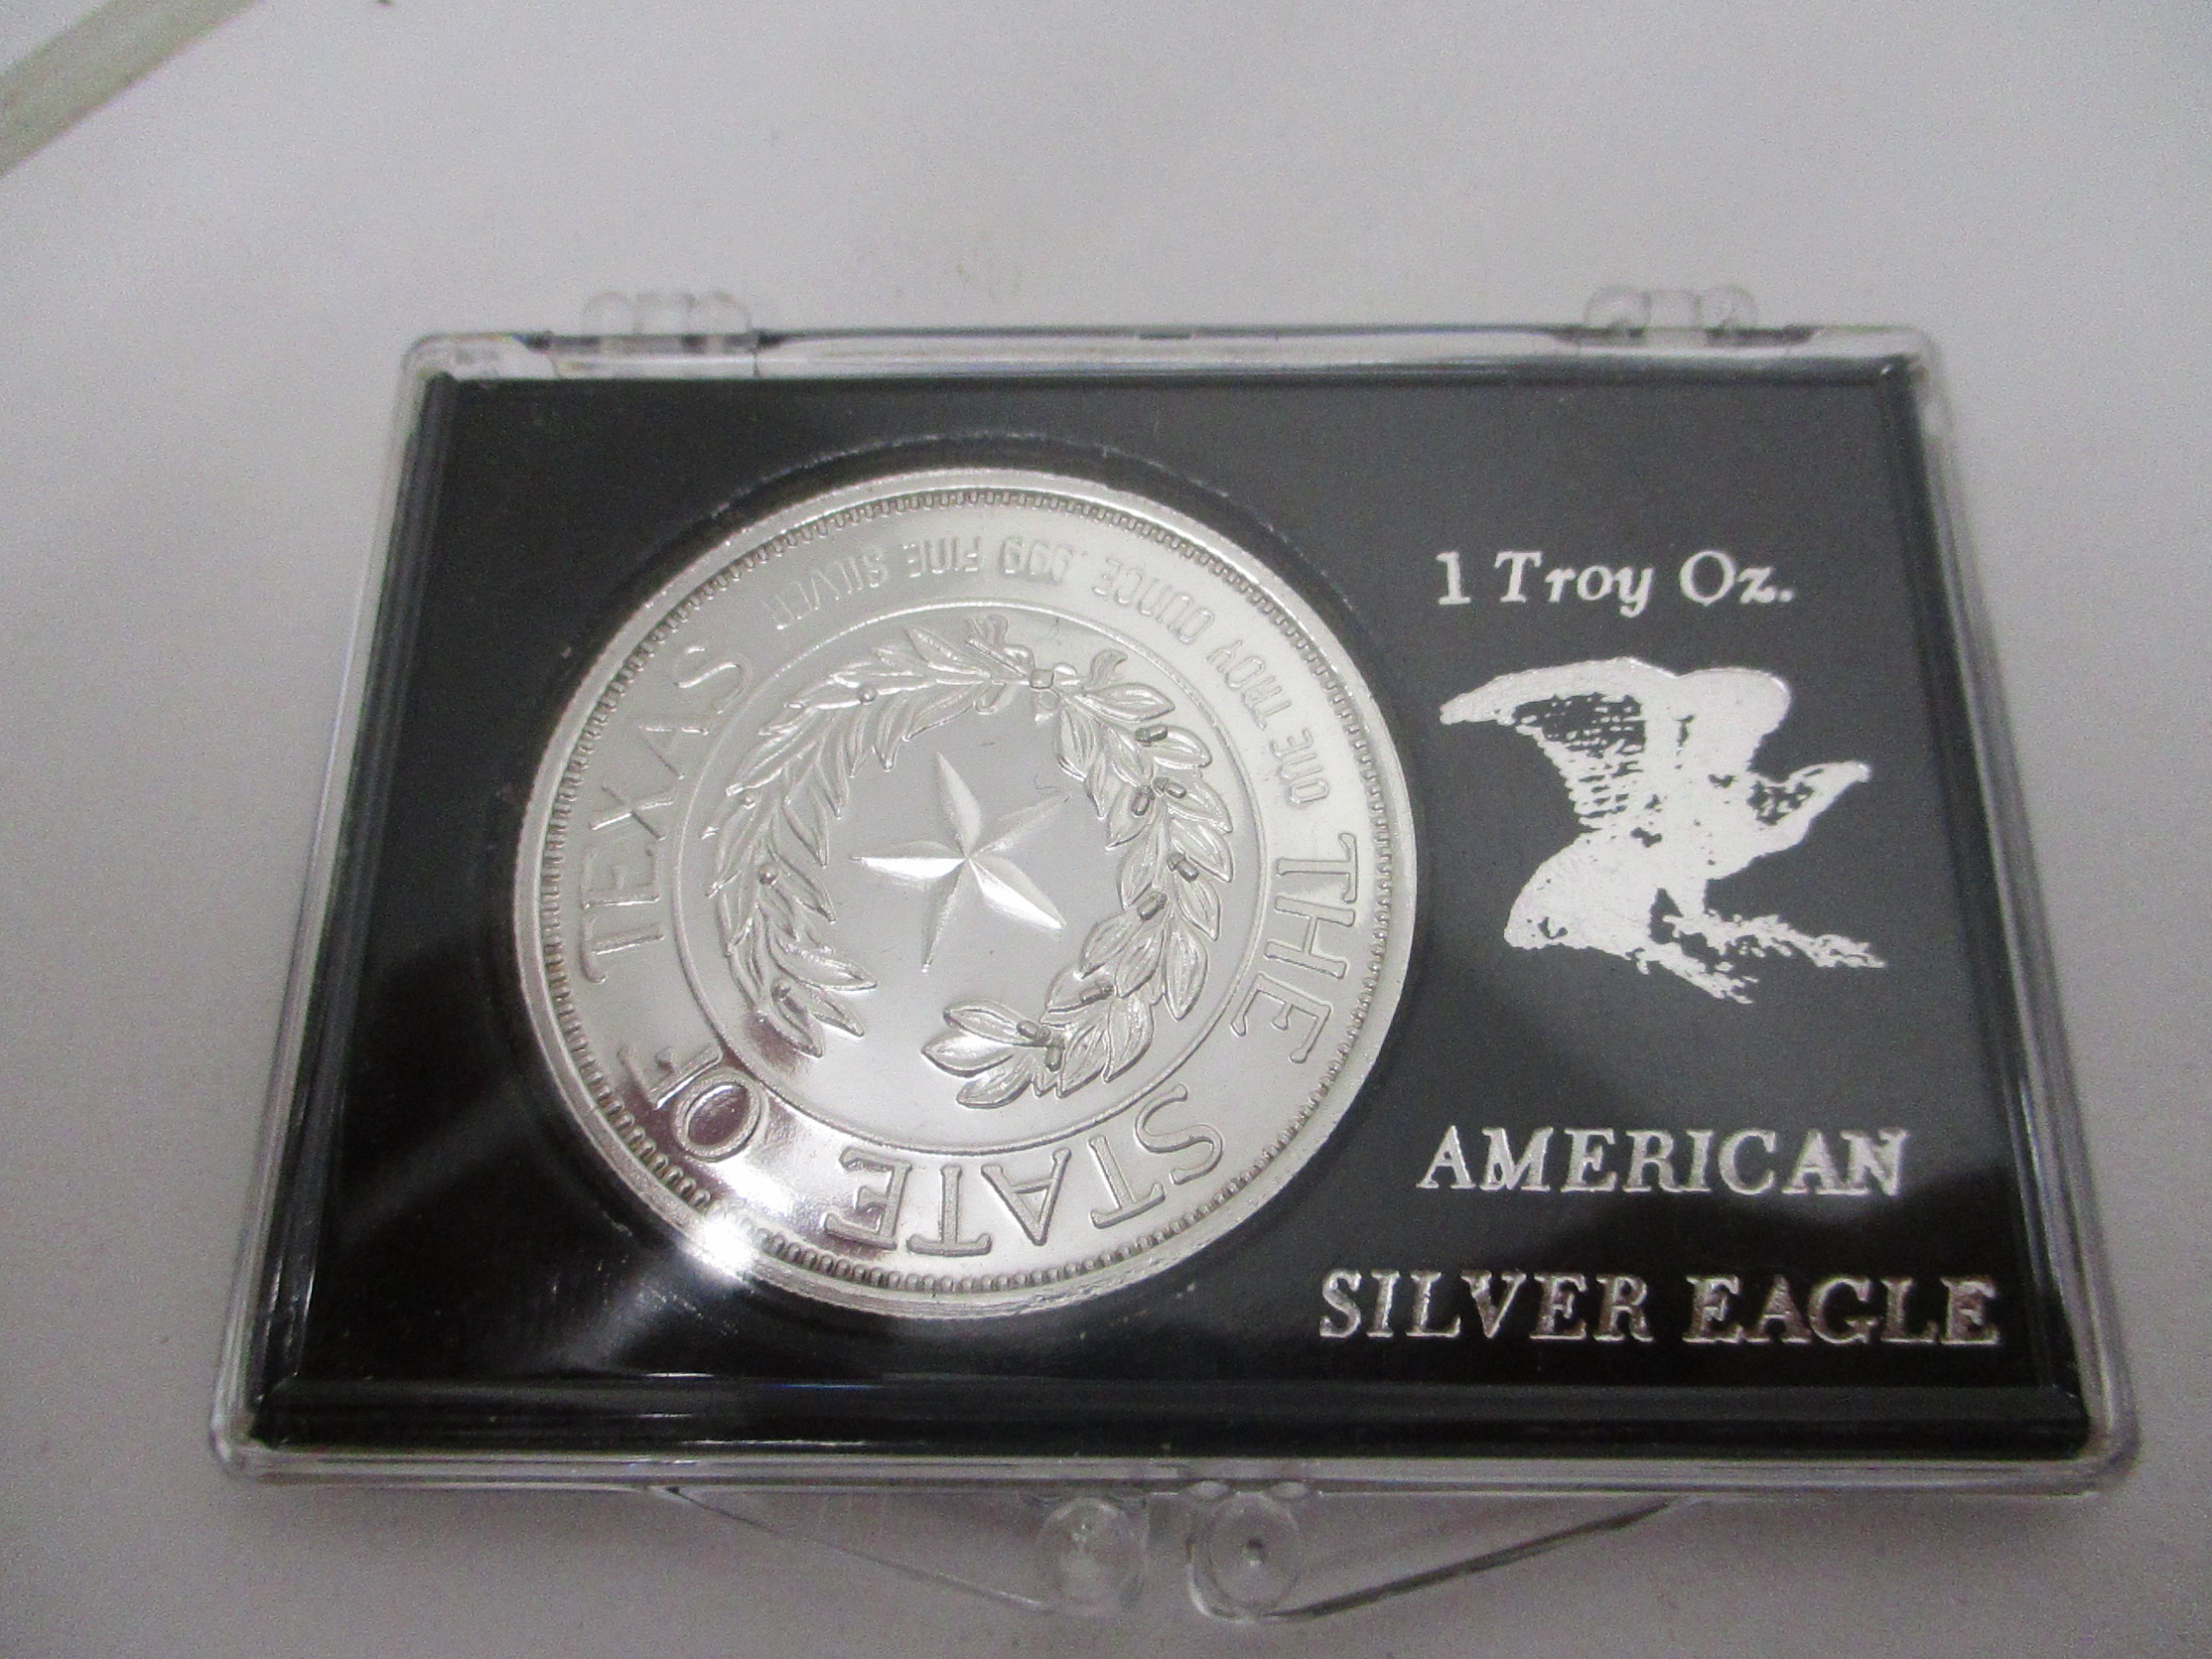 THE STATE OF TEXAS
ONE TROY OUNCE .999 FINE SILVER
1 Troy Oz.
AMERICAN
SILVER EAGLE